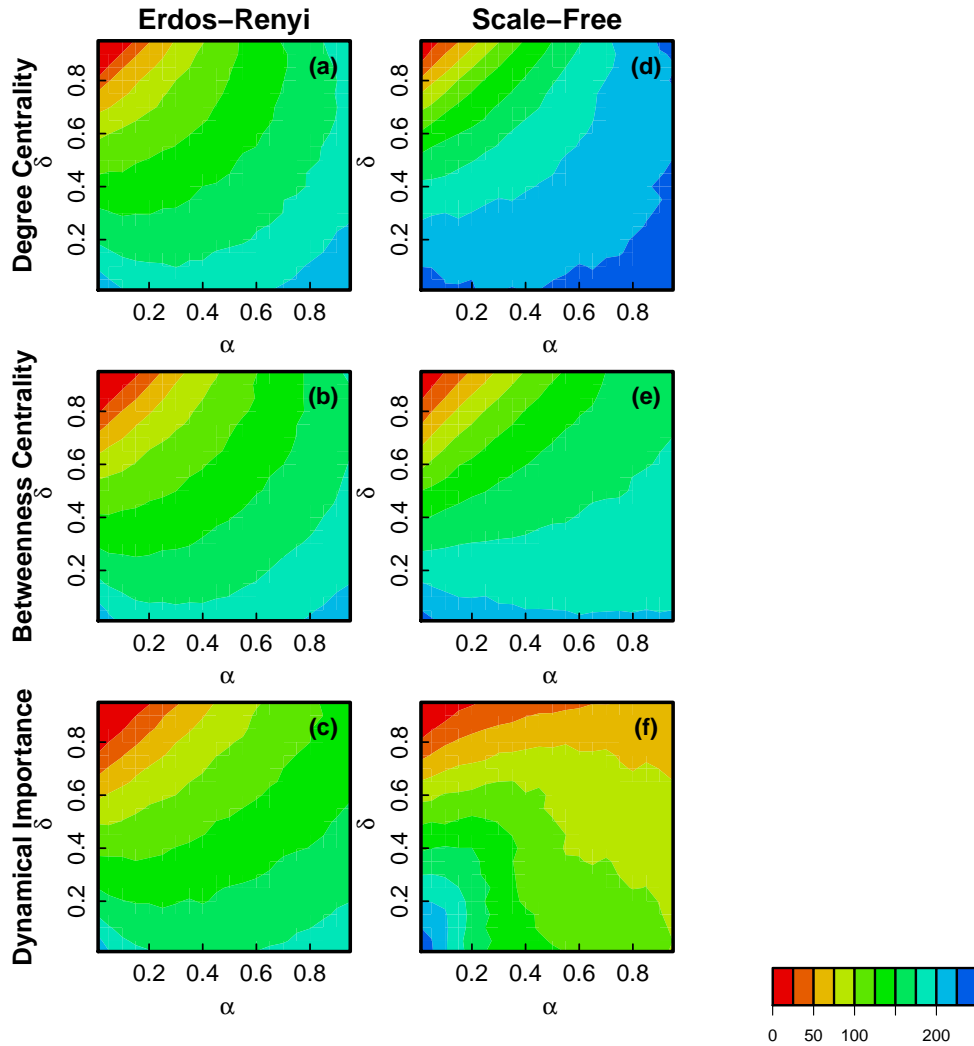 Erdos−Renyi Scale−Free
Degree Centrality
δ
0.2 0.4 0.6 0.8
(a)
0.2 0.4 0.6 0.8
α
δ
0.2 0.4 0.6 0.8
(d)
0.2 0.4 0.6 0.8
α
Betweenness Centrality
δ
0.2 0.4 0.6 0.8
(b)
0.2 0.4 0.6 0.8
α
δ
0.2 0.4 0.6 0.8
(e)
0.2 0.4 0.6 0.8
α
Dynamical Importance
δ
0.2 0.4 0.6 0.8
(c)
0.2 0.4 0.6 0.8
α
δ
0.2 0.4 0.6 0.8
(f)
0.2 0.4 0.6 0.8
α
0 50 100 200